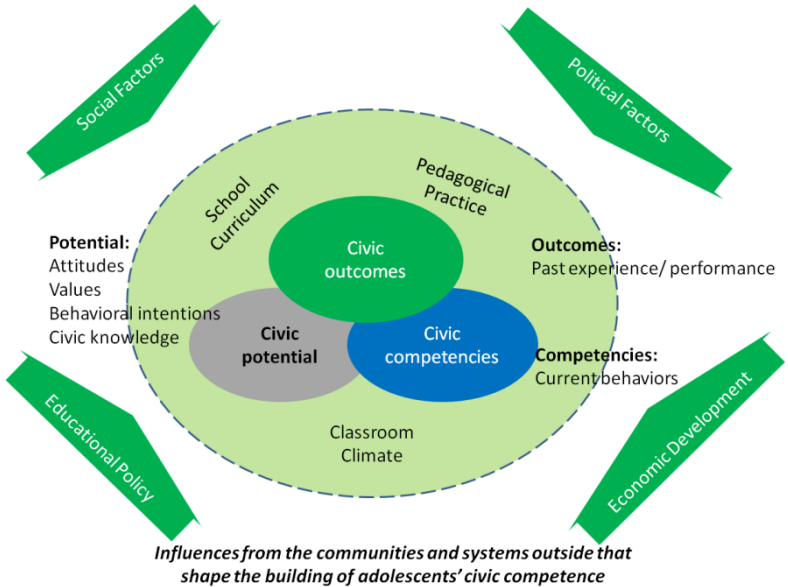 Social Factors
Political Factors
School
Curriculum
Pedagogical
Practice
Civic
outcomes
Potential:
Attitudes
Values
Behavioral intentions
Civic knowledge
Outcomes:
Past experience/ performance
Civic
potential
Civic
competencies
Competencies:
Current behaviors
Classroom
Climate
Educational Policy
Economic Development
Influences from the communities and systems outside that
shape the building of adolescents’ civic competence